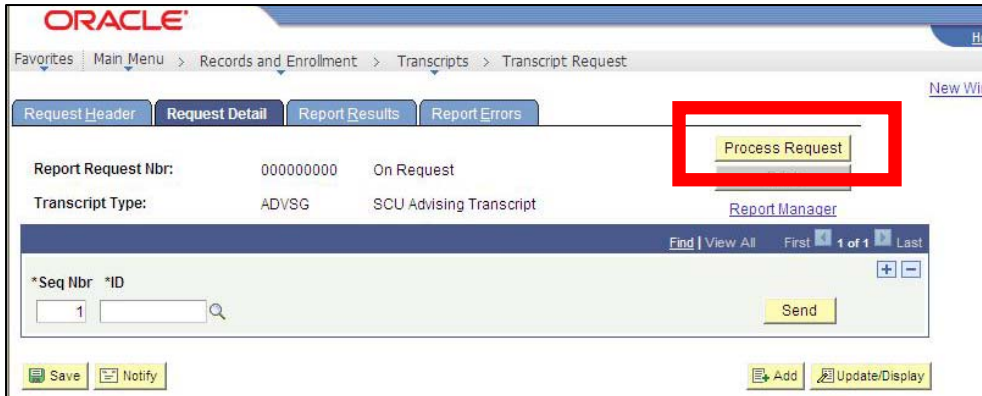 ORACLE
Favorites Main Menu > Records and Enrollment > Transcripts > Transcript Request
Request Header Request Detail Report Results Report Errors
Process Request
Report Request Nbr: 000000000 On Request
Transcript Type: ADVSG SCU Advising Transcript
Report Manager
Find | View All First 1 of 1 Last
*Seq Nbr *ID
1
Send
Save Notify
Add Update/Display